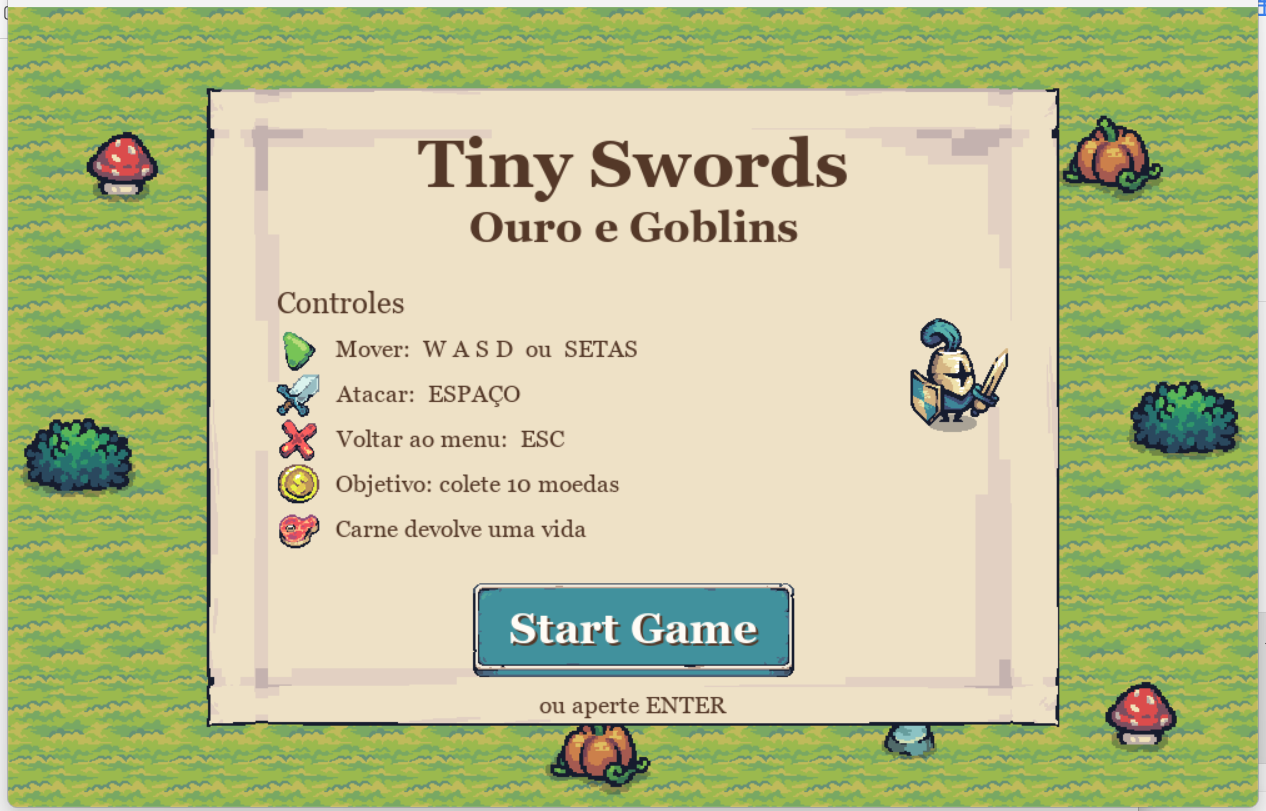 Tiny Swords
Ouro e Goblins
Controles
Mover: W A S D ou SETAS
Atacar: ESPAÇO
Voltar ao menu: ESC
Objetivo: colete 10 moedas
Carne devolve uma vida
Start Game
ou aperte ENTER